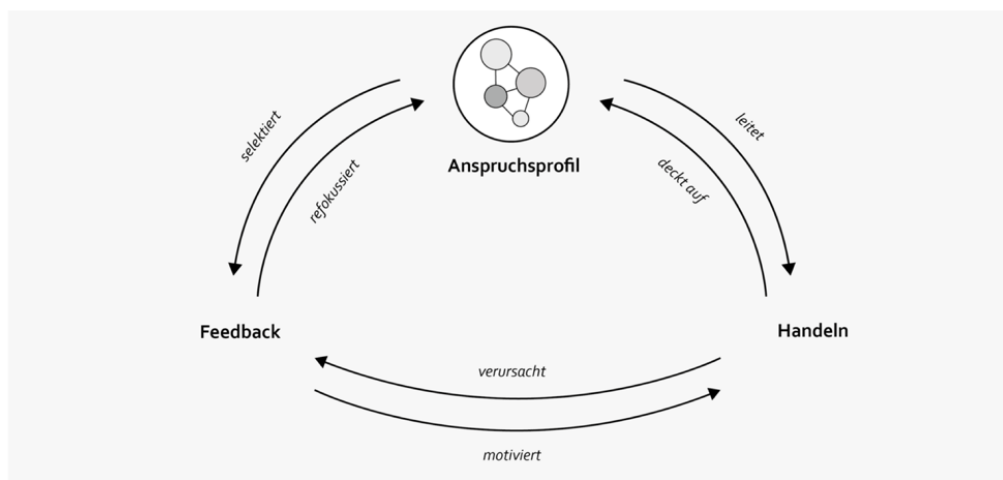 selektiert
refokussiert
Anspruchsprofil
deckt auf
leitet
Feedback
Handeln
verursacht
motiviert